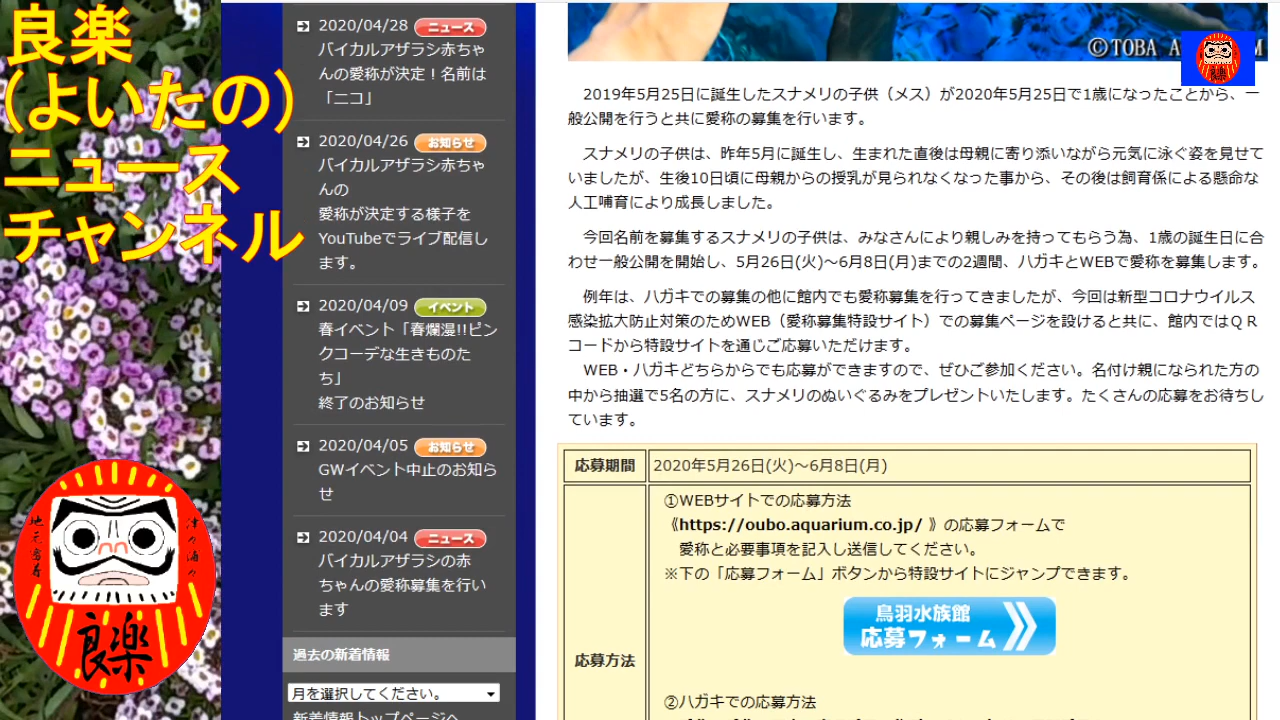 良楽
(よいたの)
ニュース
チャンネル
地元密着
津々浦々
良楽
2020/04/28 ニュース
バイカルアザラシ赤ちゃ
んの愛称が決定！名前は
「ニコ」
2020/04/26 お知らせ
バイカルアザラシ赤ちゃ
んの
愛称が決定する様子を
YouTubeでライブ配信し
ます。
2020/04/09 イベント
春イベント「春爛漫!!ピン
クコーデな生きものた
ち」
終了のお知らせ
2020/04/05 お知らせ
GWイベント中止のお知ら
せ
2020/04/04 ニュース
バイカルアザラシの赤
ちゃんの愛称募集を行い
ます
過去の新着情報
月を選択してください。
新着情報トップページへ
©TOBA A
良楽
2019年5月25日に誕生したスナメリの子供（メス）が2020年5月25日で1歳になったことから、一
般公開を行うと共に愛称の募集を行います。
スナメリの子供は、昨年5月に誕生し、生まれた直後は母親に寄り添いながら元気に泳ぐ姿を見せて
いましたが、生後10日頃に母親からの授乳が見られなくなった事から、その後は飼育係による懸命な
人工哺育により成長しました。
今回名前を募集するスナメリの子供は、みなさんにより親しみを持ってもらう為、1歳の誕生日に合
わせ一般公開を開始し、5月26日(火)～6月8日(月)までの2週間、ハガキとWEBで愛称を募集します。
例年は、ハガキでの募集の他に館内でも愛称募集を行ってきましたが、今回は新型コロナウイルス
感染拡大防止対策のためWEB（愛称募集特設サイト）での募集ページを設けると共に、館内ではＱＲ
コードから特設サイトを通じご応募いただけます。
WEB・ハガキどちらからでも応募ができますので、ぜひご参加ください。名付け親になられた方の
中から抽選で5名の方に、スナメリのぬいぐるみをプレゼントいたします。たくさんの応募をお待ちし
ています。
応募期間 2020年5月26日(火)～6月8日(月)
応募方法
①WEBサイトでの応募方法
《https://oubo.aquarium.co.jp/ 》の応募フォームで
愛称と必要事項を記入し送信してください。
※下の「応募フォーム」ボタンから特設サイトにジャンプできます。
鳥羽水族館
応募フォーム
②ハガキでの応募方法